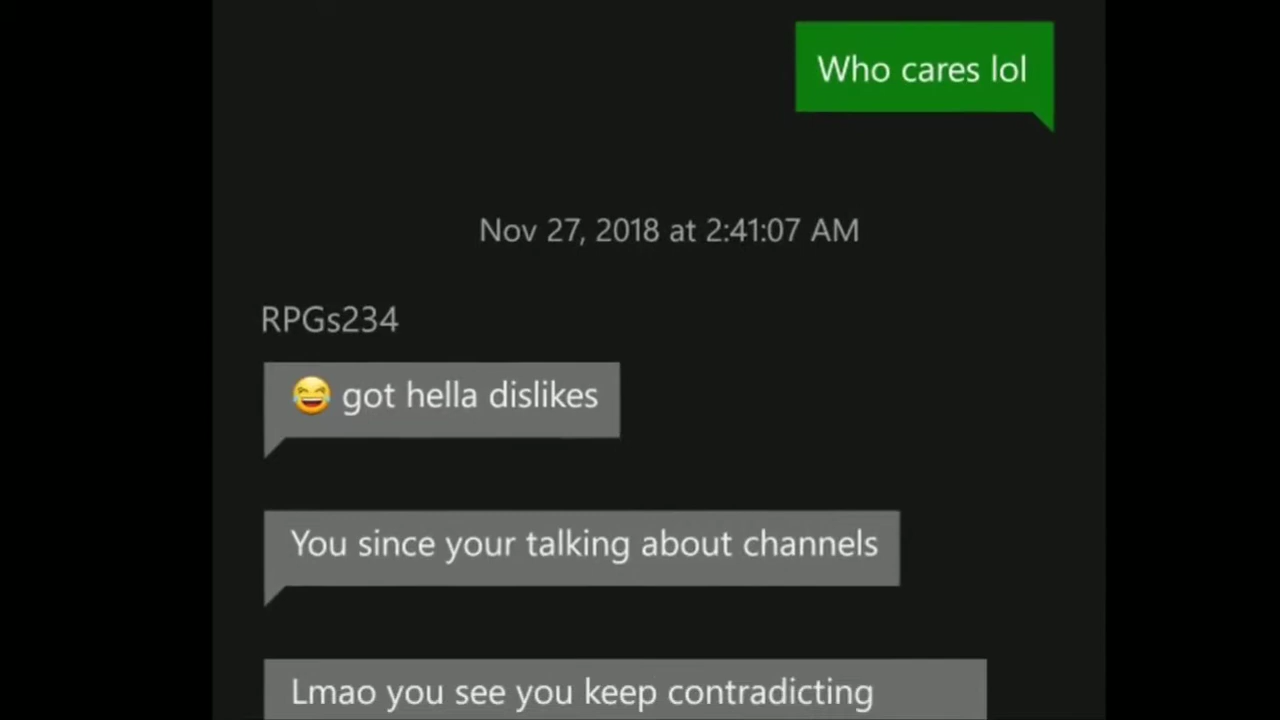 Who cares lol
Nov 27, 2018 at 2:41:07 AM
RPGs234
😂 got hella dislikes
You since your talking about channels
Lmao you see you keep contradicting